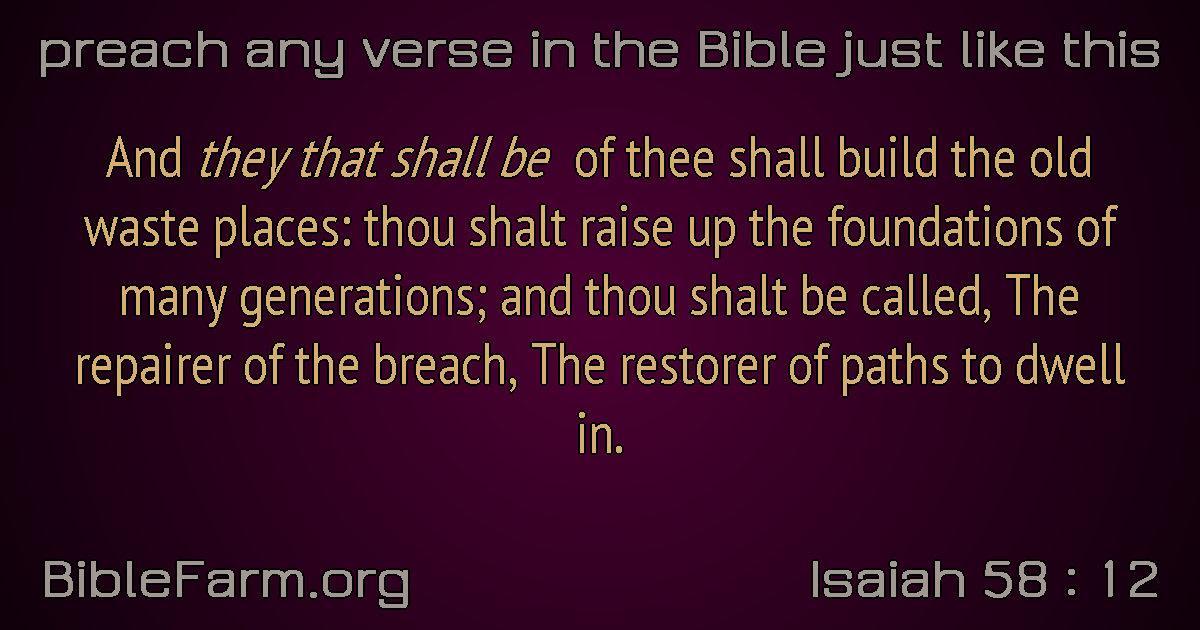 preach any verse in the Bible just like this
And they that shall be of thee shall build the old
waste places: thou shalt raise up the foundations of
many generations; and thou shalt be called, The
repairer of the breach, The restorer of paths to dwell
in.
BibleFarm.org
Isaiah 58 : 12